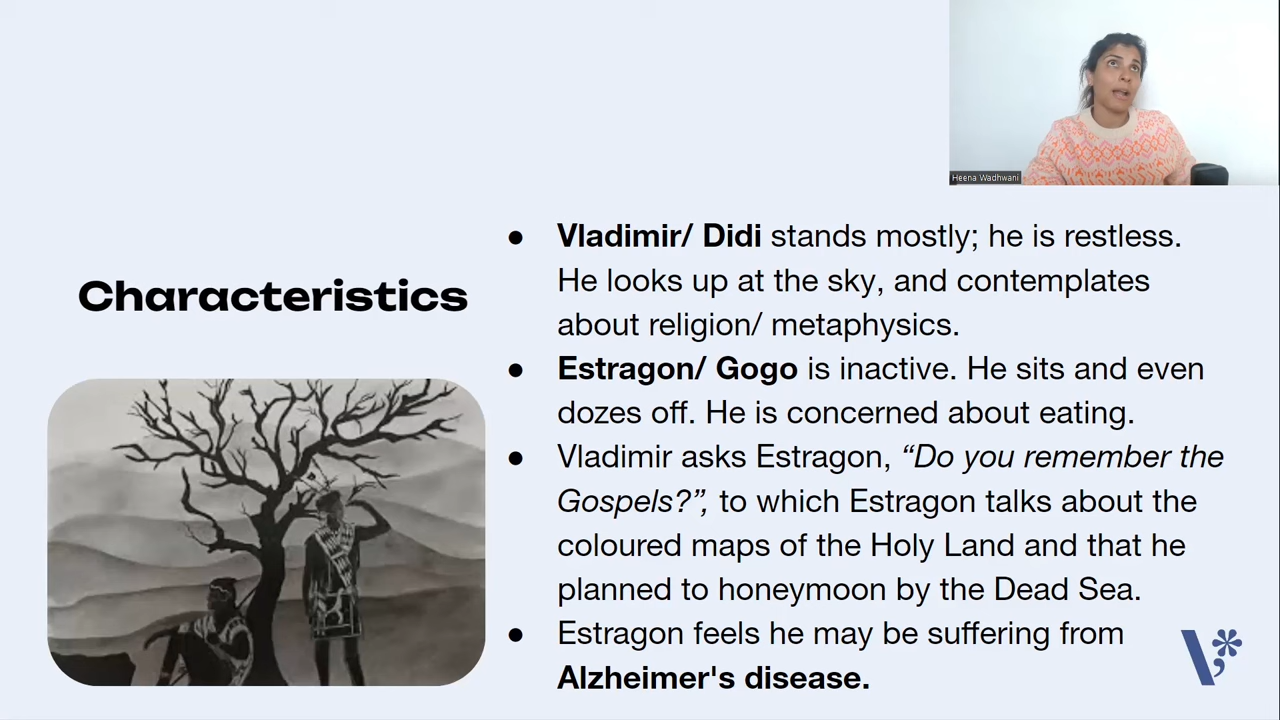 Heena Wadhwani
Characteristics
● Vladimir/ Didi stands mostly; he is restless.
He looks up at the sky, and contemplates
about religion/ metaphysics.
● Estragon/ Gogo is inactive. He sits and even
dozes off. He is concerned about eating.
● Vladimir asks Estragon, “Do you remember the
Gospels?”, to which Estragon talks about the
coloured maps of the Holy Land and that he
planned to honeymoon by the Dead Sea.
● Estragon feels he may be suffering from
Alzheimer's disease.